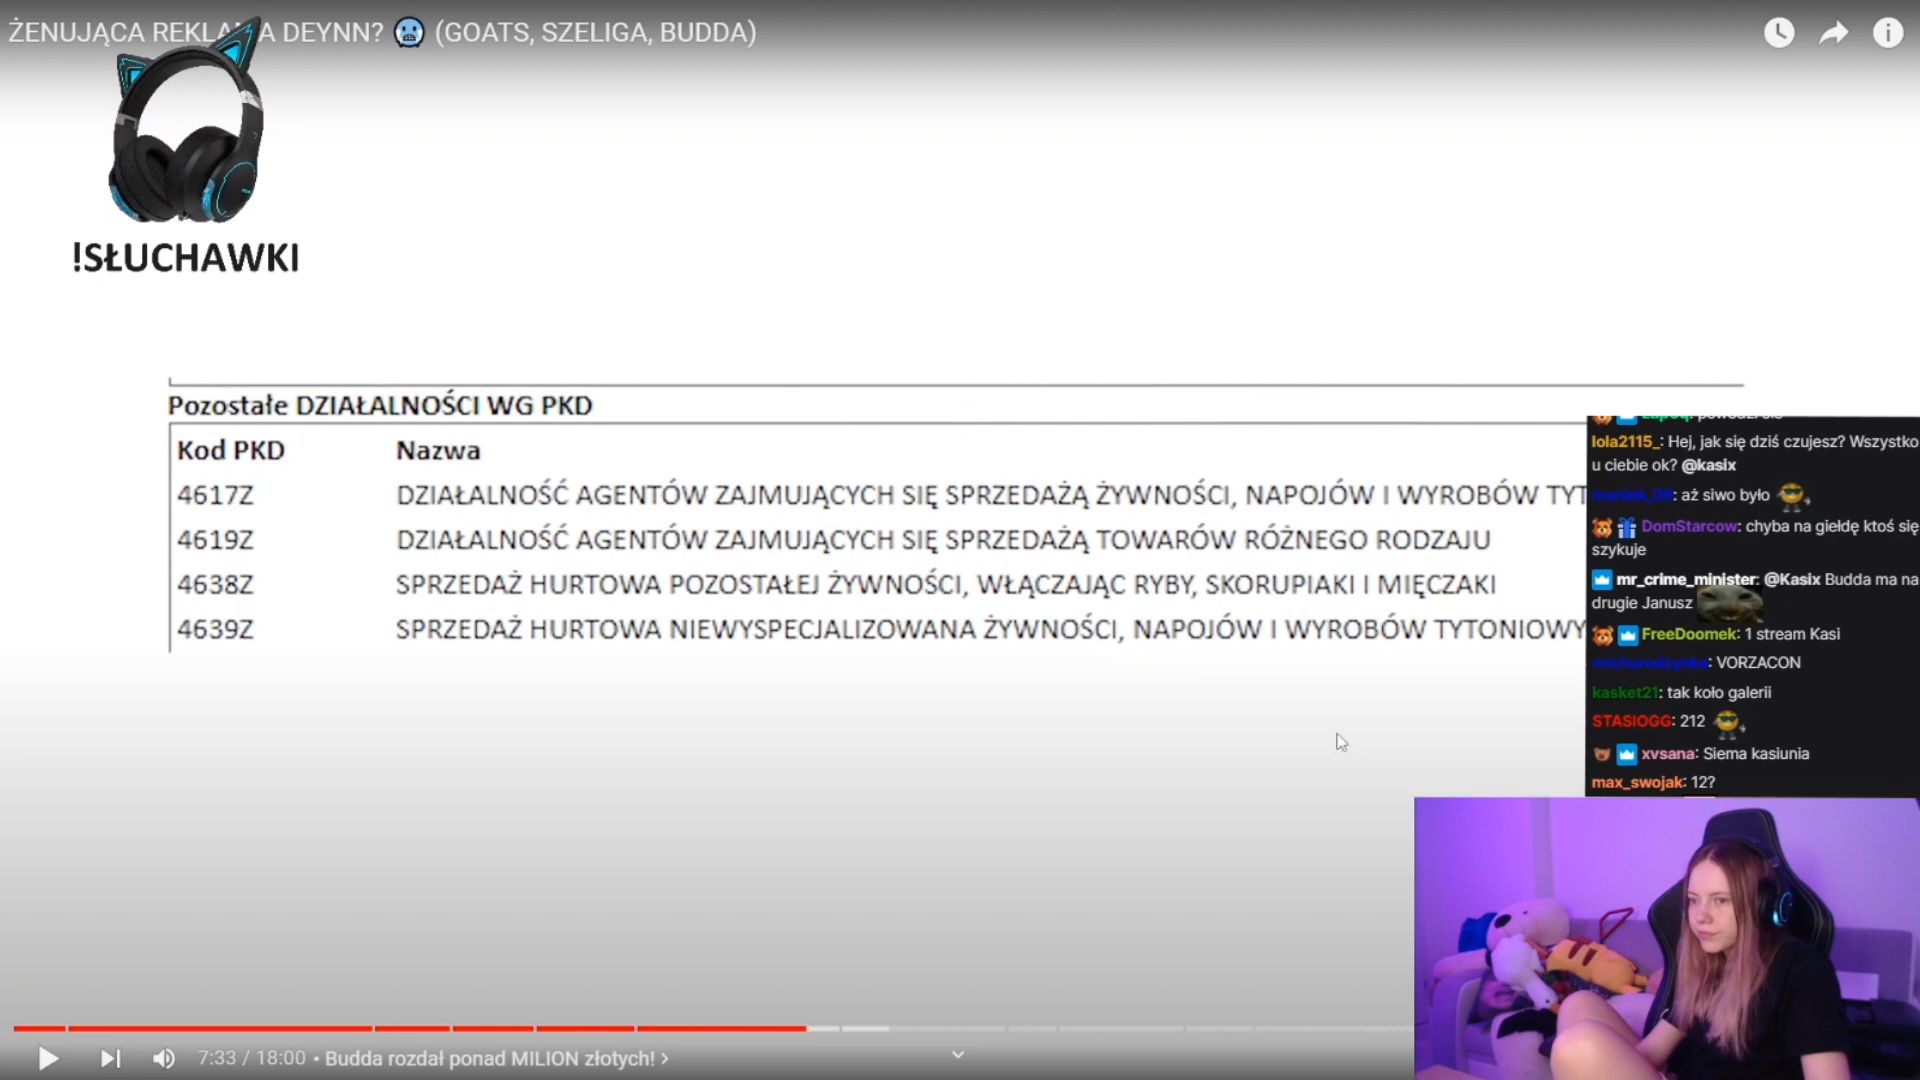 ŻENUJĄCA REKLAMA DEYNN? 🥶 (GOATS, SZELIGA, BUDDA)
!SŁUCHAWKI
Pozostałe DZIAŁALNOŚCI WG PKD
Kod PKD Nazwa
4617Z DZIAŁALNOŚĆ AGENTÓW ZAJMUJĄCYCH SIĘ SPRZEDAŻĄ ŻYWNOŚCI, NAPOJÓW I WYROBÓW TYT
4619Z DZIAŁALNOŚĆ AGENTÓW ZAJMUJĄCYCH SIĘ SPRZEDAŻĄ TOWARÓW RÓŻNEGO RODZAJU
4638Z SPRZEDAŻ HURTOWA POZOSTAŁEJ ŻYWNOŚCI, WŁĄCZAJĄC RYBY, SKORUPIAKI I MIĘCZAKI
4639Z SPRZEDAŻ HURTOWA NIEWYSPECJALIZOWANA ŻYWNOŚCI, NAPOJÓW I WYROBÓW TYTONIOWY
lola2115_: Hej, jak się dziś czujesz? Wszystko
u ciebie ok? @kasix
: aż siwo było
DomStarcow: chyba na giełdę ktoś się
szykuje
mr_crime_minister: @Kasix Budda ma na
drugie Janusz
FreeDoomek: 1 stream Kasi
: VORZACON
kasket21: tak koło galerii
STASIOGG: 212
xvsana: Siema kasiunia
max_swojak: 12?
7:33 / 18:00 • Budda rozdał ponad MILION złotych! >